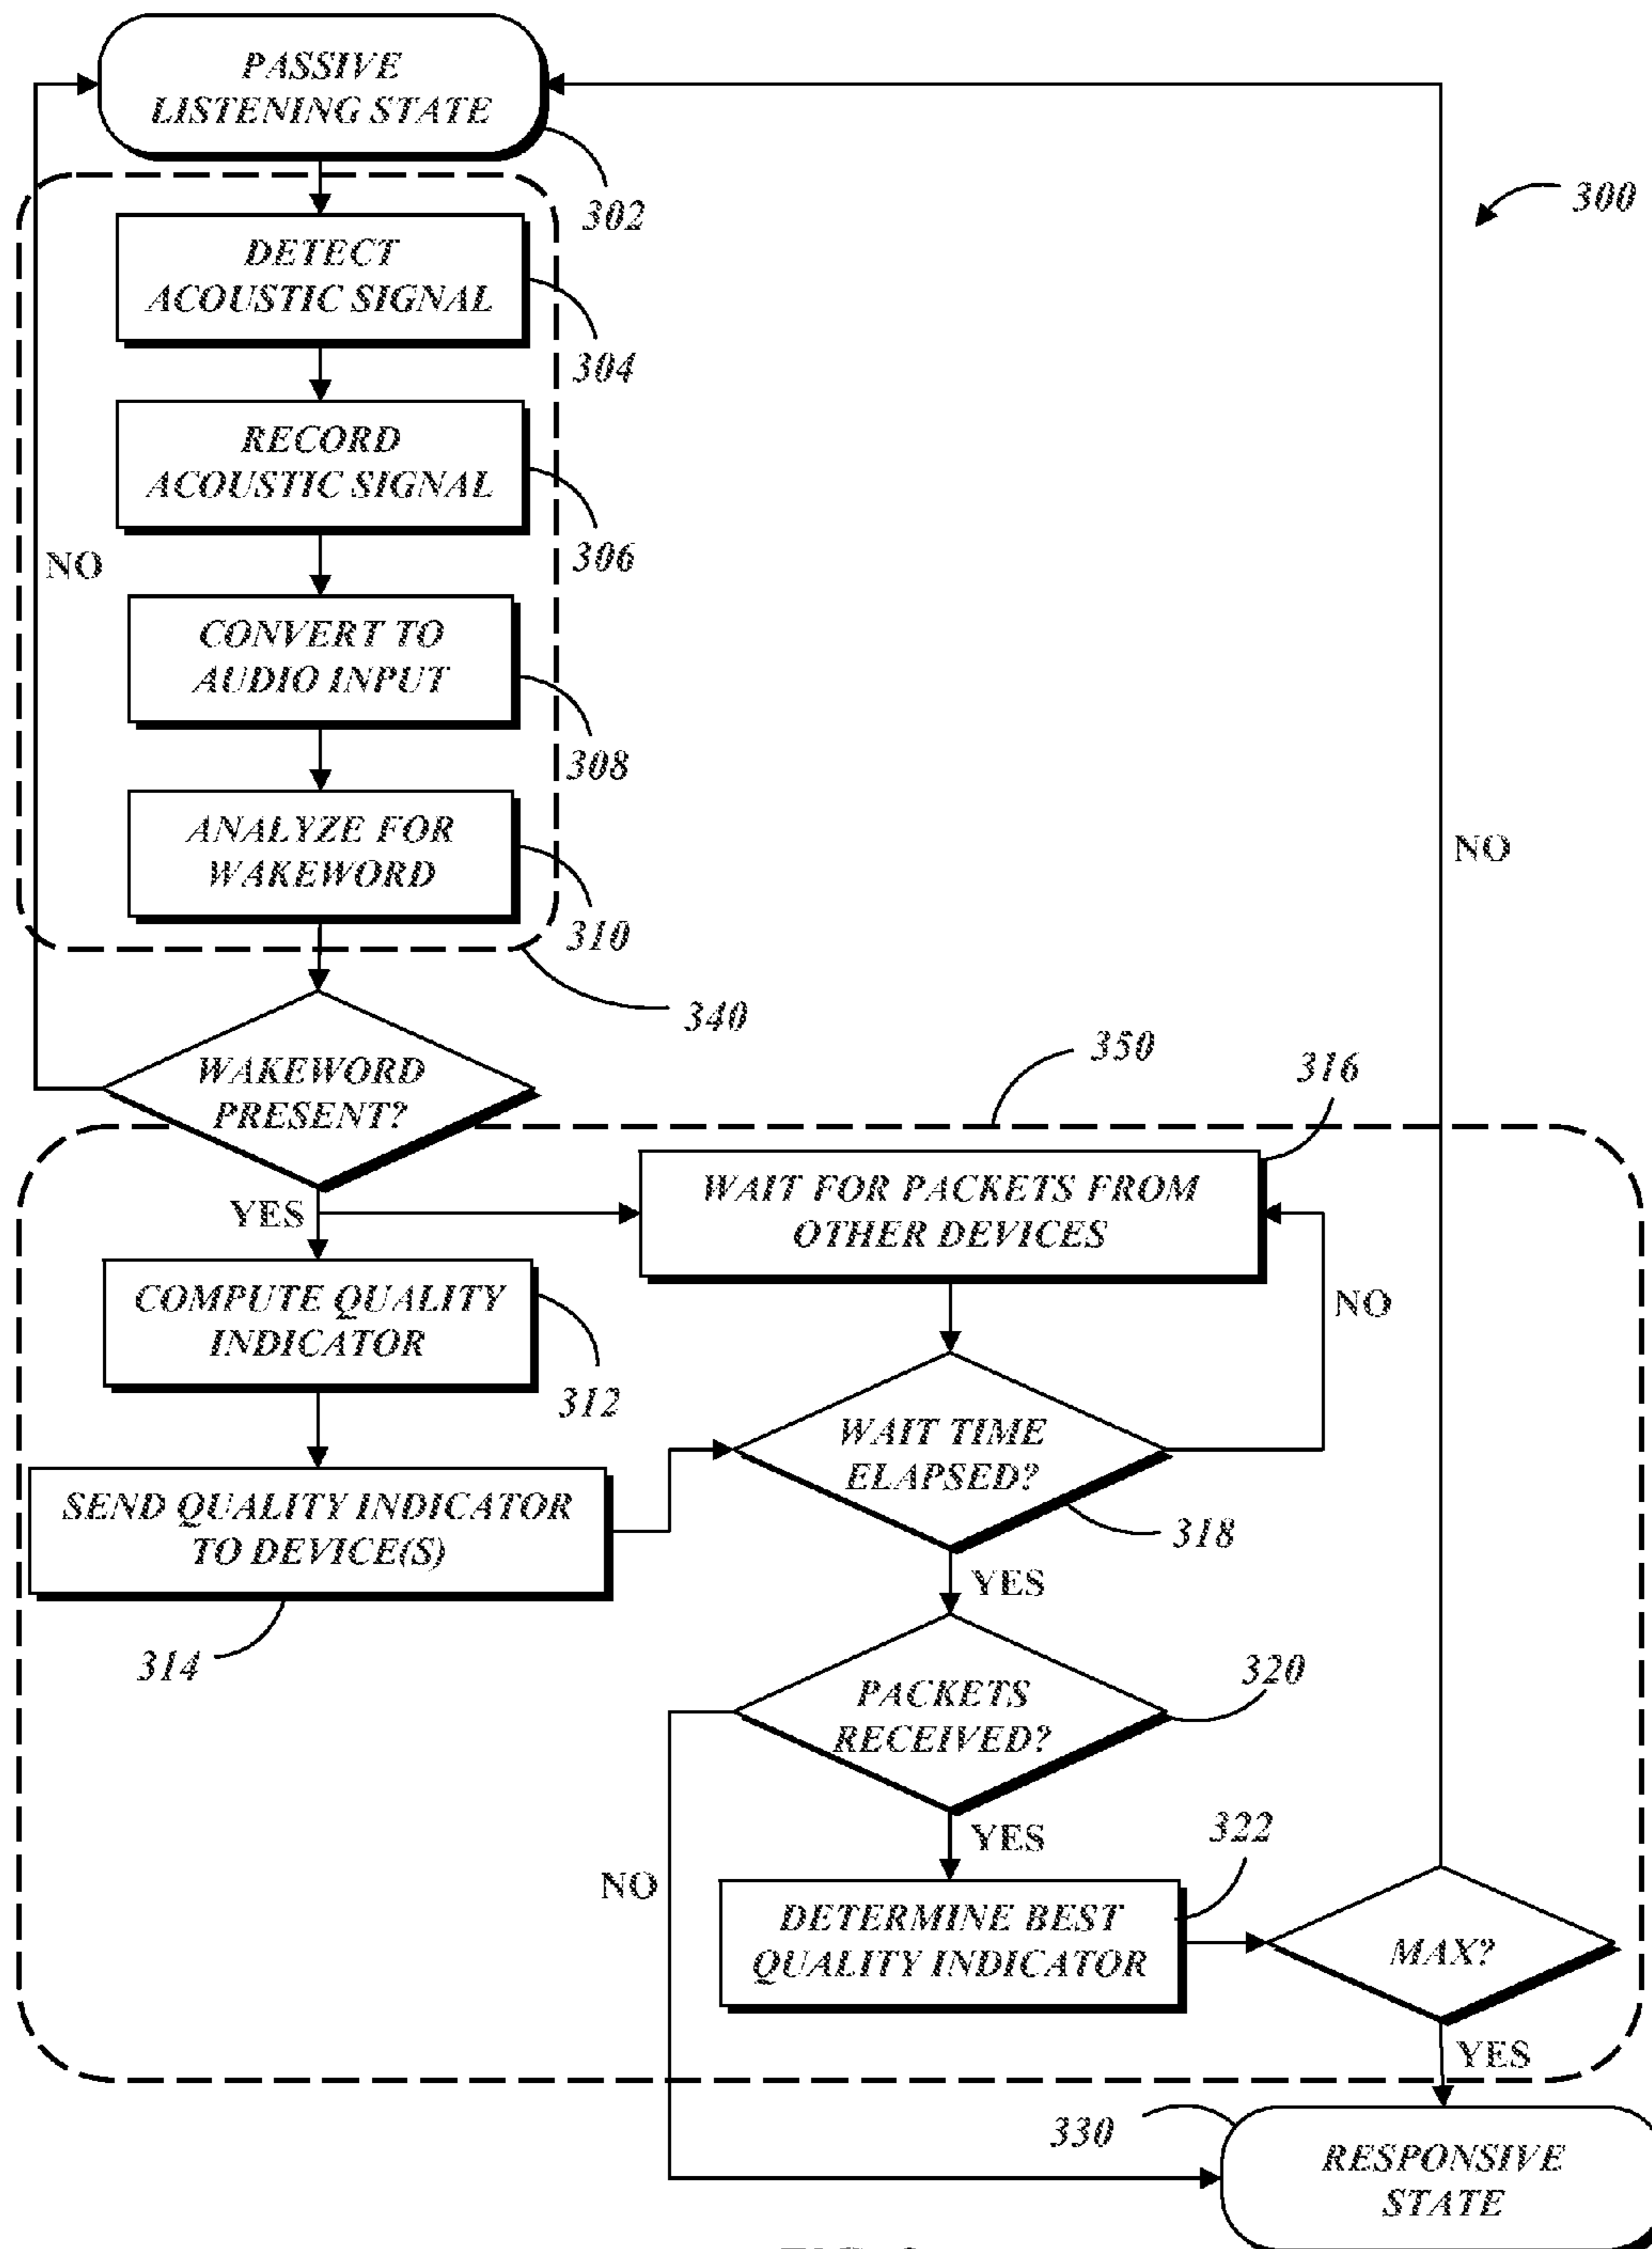 PASSIVE
LISTENING STATE
302
300
DETECT
ACOUSTIC SIGNAL
304
RECORD
ACOUSTIC SIGNAL
306
NO
CONVERT TO
AUDIO INPUT
308
ANALYZE FOR
WAKEWORD
310
NO
340
WAKEWORD
PRESENT?
350
316
YES
WAIT FOR PACKETS FROM
OTHER DEVICES
COMPUTE QUALITY
INDICATOR
312
NO
WAIT TIME
ELAPSED?
318
SEND QUALITY INDICATOR
TO DEVICE(S)
314
YES
PACKETS
RECEIVED?
320
YES
322
NO
DETERMINE BEST
QUALITY INDICATOR
MAX?
YES
330
RESPONSIVE
STATE